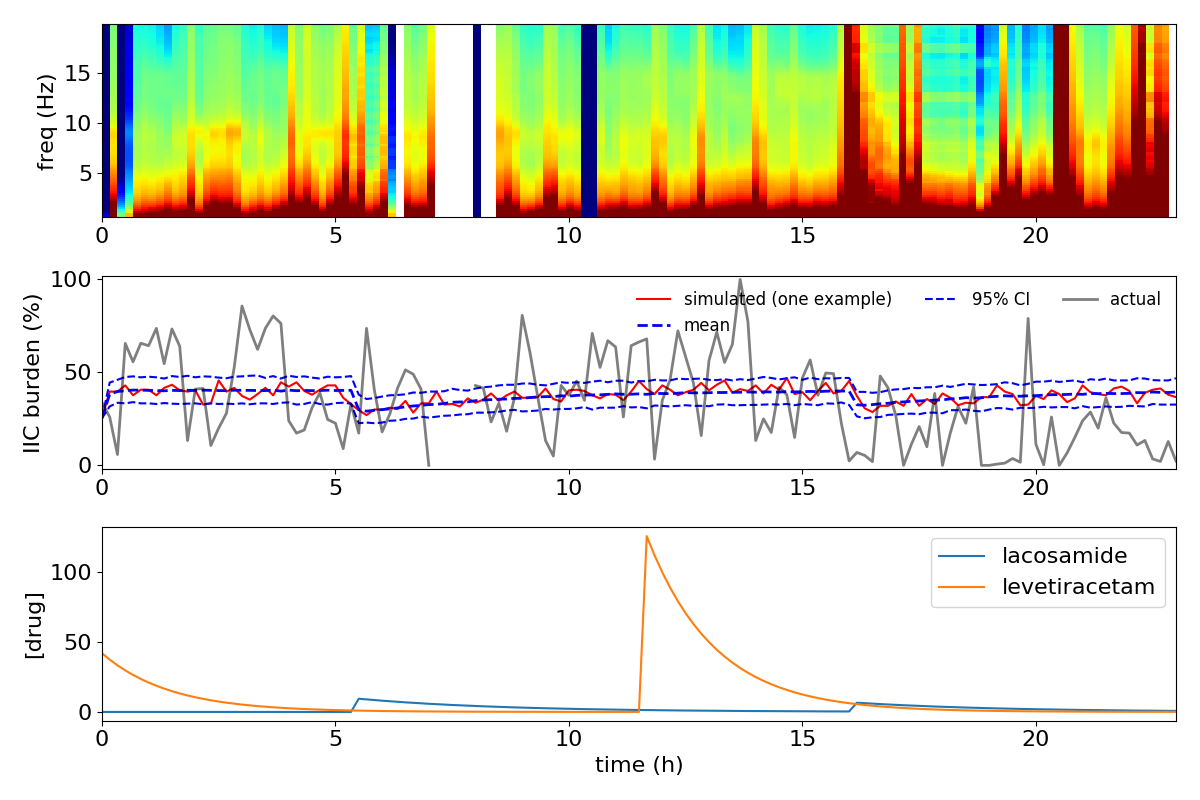 freq (Hz)
15
10
5
0 5 10 15 20
IIC burden (%)
100
50
0
simulated (one example)
mean
95% CI
actual
0 5 10 15 20
[drug]
100
50
0
lacosamide
levetiracetam
0 5 10 15 20
time (h)